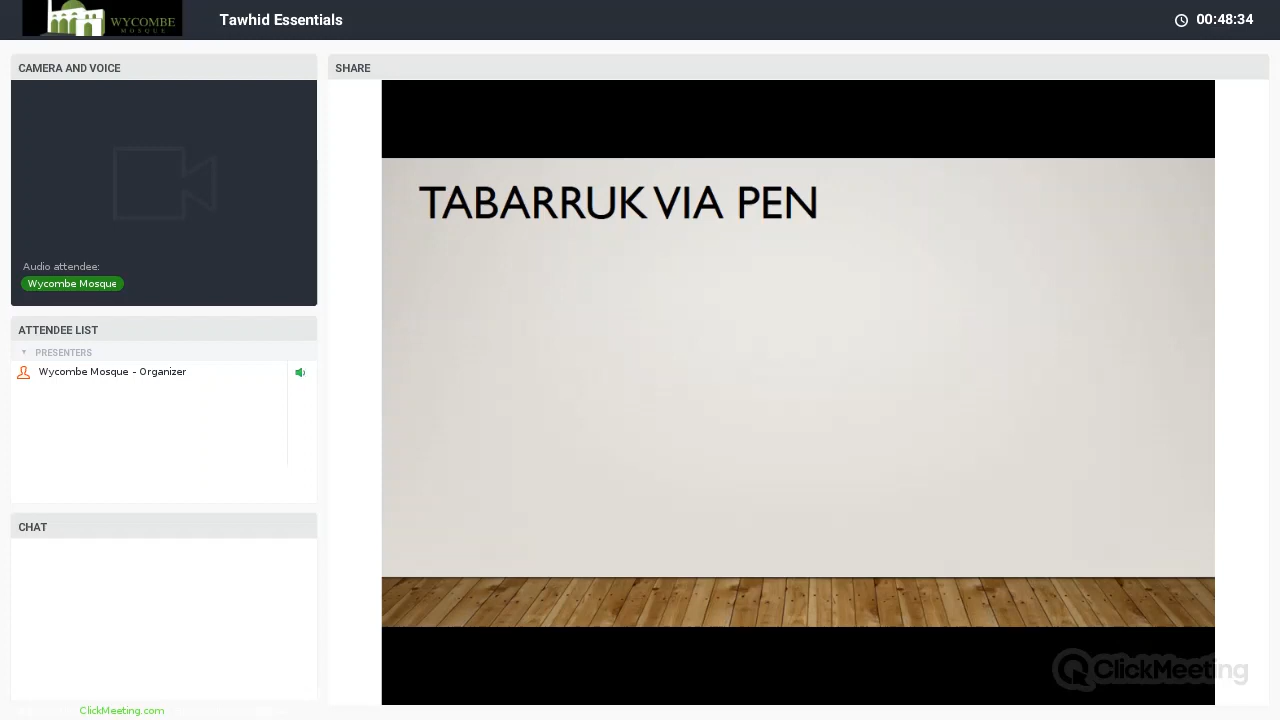 WYCOMBE
MOSQUE
Tawhid Essentials
00:48:34
CAMERA AND VOICE
Audio attendee:
Wycombe Mosque
ATTENDEE LIST
PRESENTERS
Wycombe Mosque - Organizer
CHAT
ClickMeeting.com
SHARE
TABARRUK VIA PEN
ClickMeeting